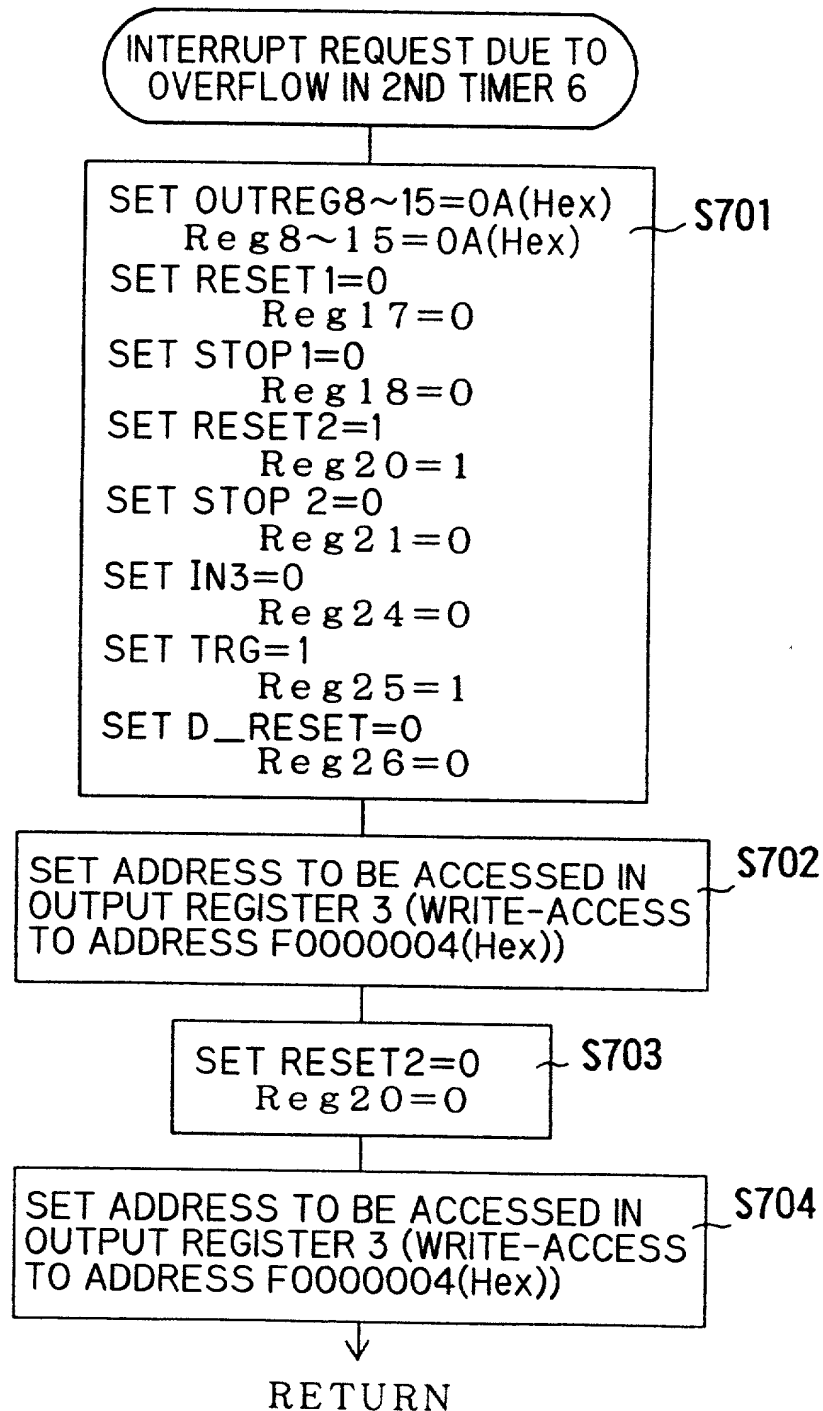 INTERRUPT REQUEST DUE TO
OVERFLOW IN 2ND TIMER 6
SET OUTREG8~15=0A(Hex)
Reg8~15=0A(Hex)
S701
SET RESET1=0
Reg17=0
SET STOP1=0
Reg18=0
SET RESET2=1
Reg20=1
SET STOP 2=0
Reg21=0
SET IN3=0
Reg24=0
SET TRG=1
Reg25=1
SET D_RESET=0
Reg26=0
SET ADDRESS TO BE ACCESSED IN
OUTPUT REGISTER 3 (WRITE-ACCESS
TO ADDRESS F0000004(Hex))
S702
SET RESET2=0
Reg20=0
S703
SET ADDRESS TO BE ACCESSED IN
OUTPUT REGISTER 3 (WRITE-ACCESS
TO ADDRESS F0000004(Hex))
S704
RETURN